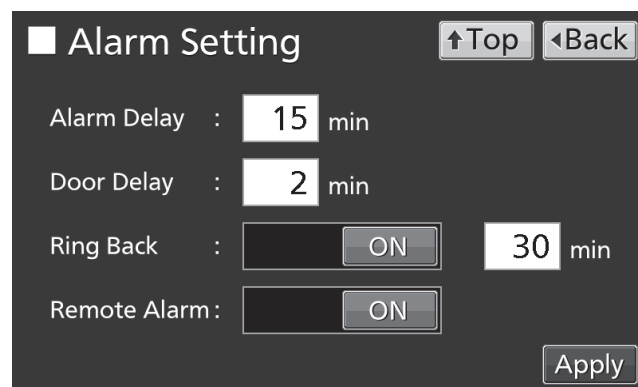 ■ Alarm Setting ↑Top ◂Back
Alarm Delay : 15 min
Door Delay : 2 min
Ring Back : ON 30 min
Remote Alarm : ON
Apply